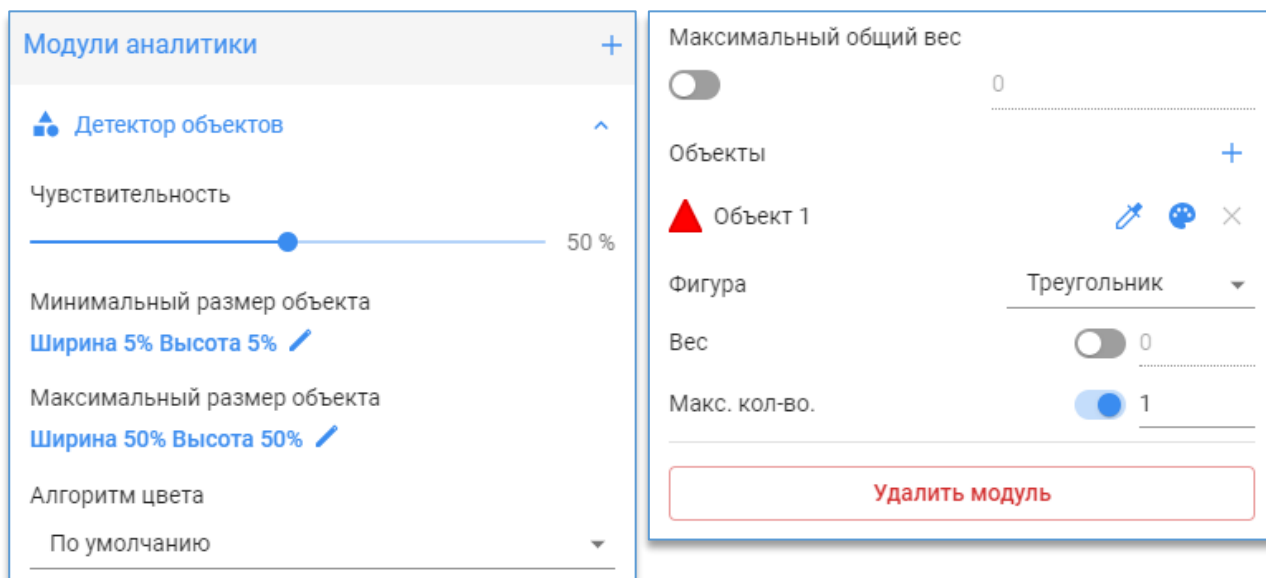 Модули аналитики
Детектор объектов
Чувствительность
50 %
Минимальный размер объекта
Ширина 5% Высота 5%
Максимальный размер объекта
Ширина 50% Высота 50%
Алгоритм цвета
По умолчанию
Максимальный общий вес
0
Объекты
Объект 1
Фигура
Треугольник
Вес
0
Макс. кол-во.
1
Удалить модуль